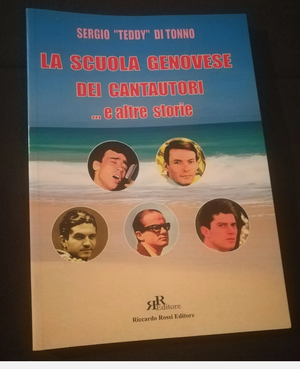 SERGIO "TEDDY" DI TONNO
LA SCUOLA GENOVESE
DEI CANTAUTORI
... e altre storie
RR
Editore
Riccardo Rossi Editore